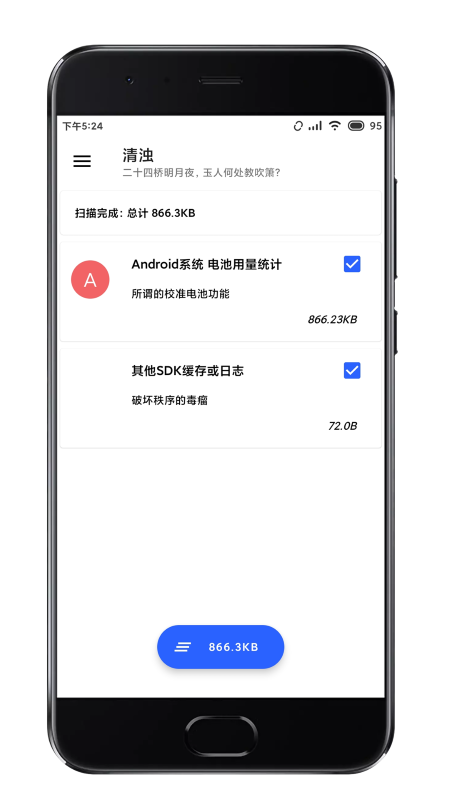 下午5:24
95
清浊
二十四桥明月夜，玉人何处教吹箫?
扫描完成：总计 866.3KB
A
Android系统 电池用量统计
所谓的校准电池功能
866.23KB
其他SDK缓存或日志
破坏秩序的毒瘤
72.0B
866.3KB